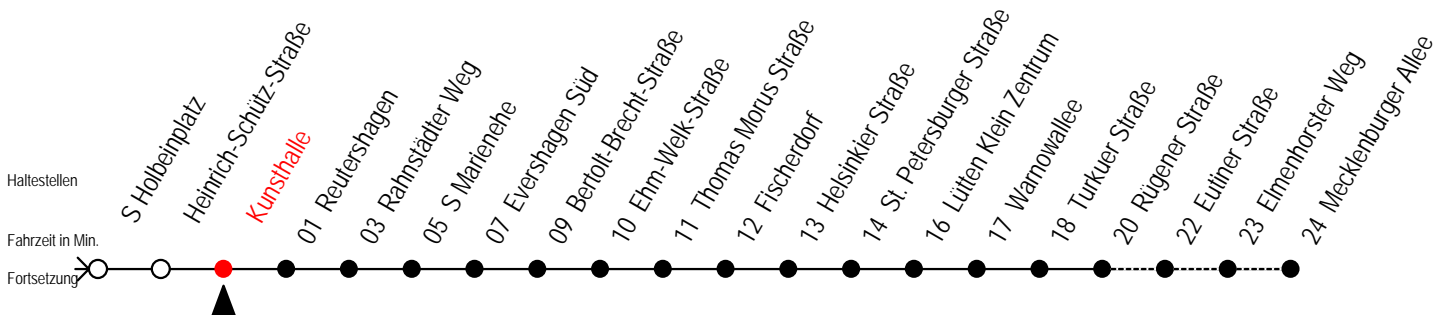 Haltestellen
Fahrzeit in Min.
Fortsetzung
S Holbeinplatz
Heinrich-Schütz-Straße
Kunsthalle
01 Reutershagen
03 Rahnstädter Weg
05 S Marienehe
07 Evershagen Süd
09 Bertolt-Brecht-Straße
10 Ehm-Welk-Straße
11 Thomas Morus Straße
12 Fischerdorf
13 Helsinkier Straße
14 St. Petersburger Straße
16 Lütten Klein Zentrum
17 Warnowallee
18 Turkuer Straße
20 Rügener Straße
22 Eutiner Straße
23 Elmenhorster Weg
24 Mecklenburger Allee